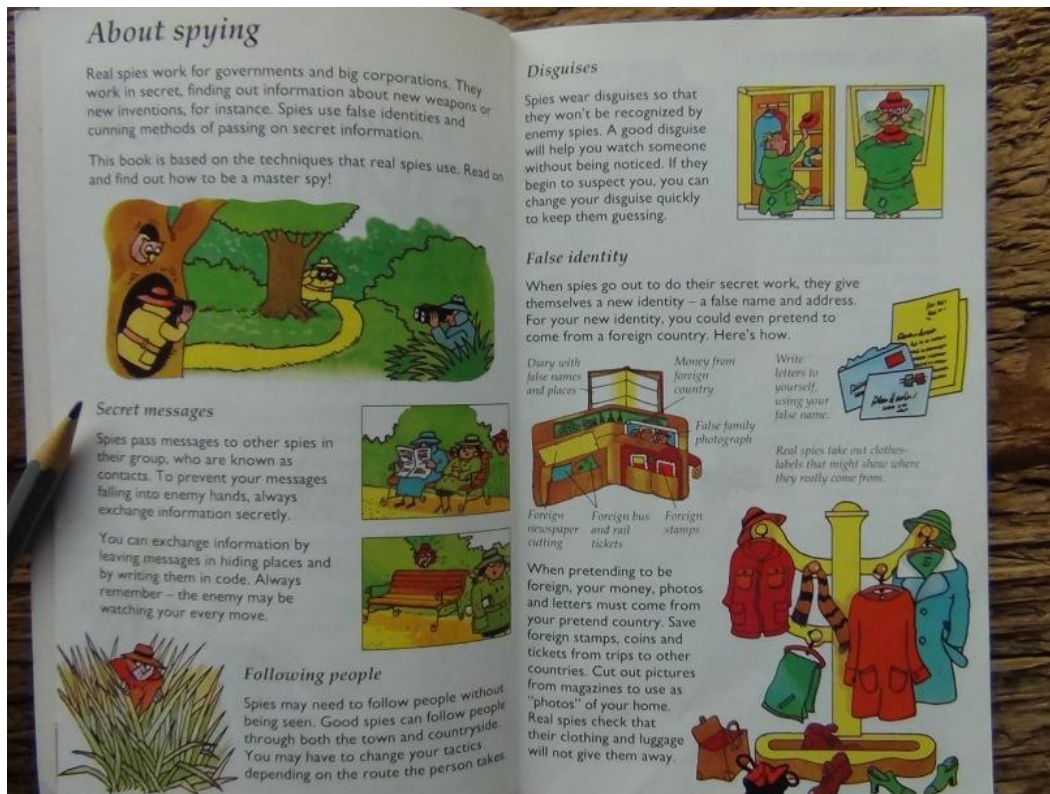 About spying
Real spies work for governments and big corporations. They
work in secret, finding out information about new weapons or
new inventions, for instance. Spies use false identities and
cunning methods of passing on secret information.
This book is based on the techniques that real spies use. Read on
and find out how to be a master spy!
Secret messages
Spies pass messages to other spies in
their group, who are known as
contacts. To prevent your messages
falling into enemy hands, always
exchange information secretly.
You can exchange information by
leaving messages in hiding places and
by writing them in code. Always
remember – the enemy may be
watching your every move.
Following people
Spies may need to follow people without
being seen. Good spies can follow people
through both the town and countryside.
You may have to change your tactics
depending on the route the person takes.
Disguises
Spies wear disguises so that
they won't be recognized by
enemy spies. A good disguise
will help you watch someone
without being noticed. If they
begin to suspect you, you can
change your disguise quickly
to keep them guessing.
False identity
When spies go out to do their secret work, they give
themselves a new identity – a false name and address.
For your new identity, you could even pretend to
come from a foreign country. Here's how.
Diary with
false names
and places
Money from
foreign
country
Write
letters to
yourself,
using your
false name.
False family
photograph
Real spies take out clothes-
labels that might show where
they really come from.
Foreign
newspaper
cutting
Foreign bus
and rail
tickets
Foreign
stamps
When pretending to be
foreign, your money, photos
and letters must come from
your pretend country. Save
foreign stamps, coins and
tickets from trips to other
countries. Cut out pictures
from magazines to use as
"photos" of your home.
Real spies check that
their clothing and luggage
will not give them away.